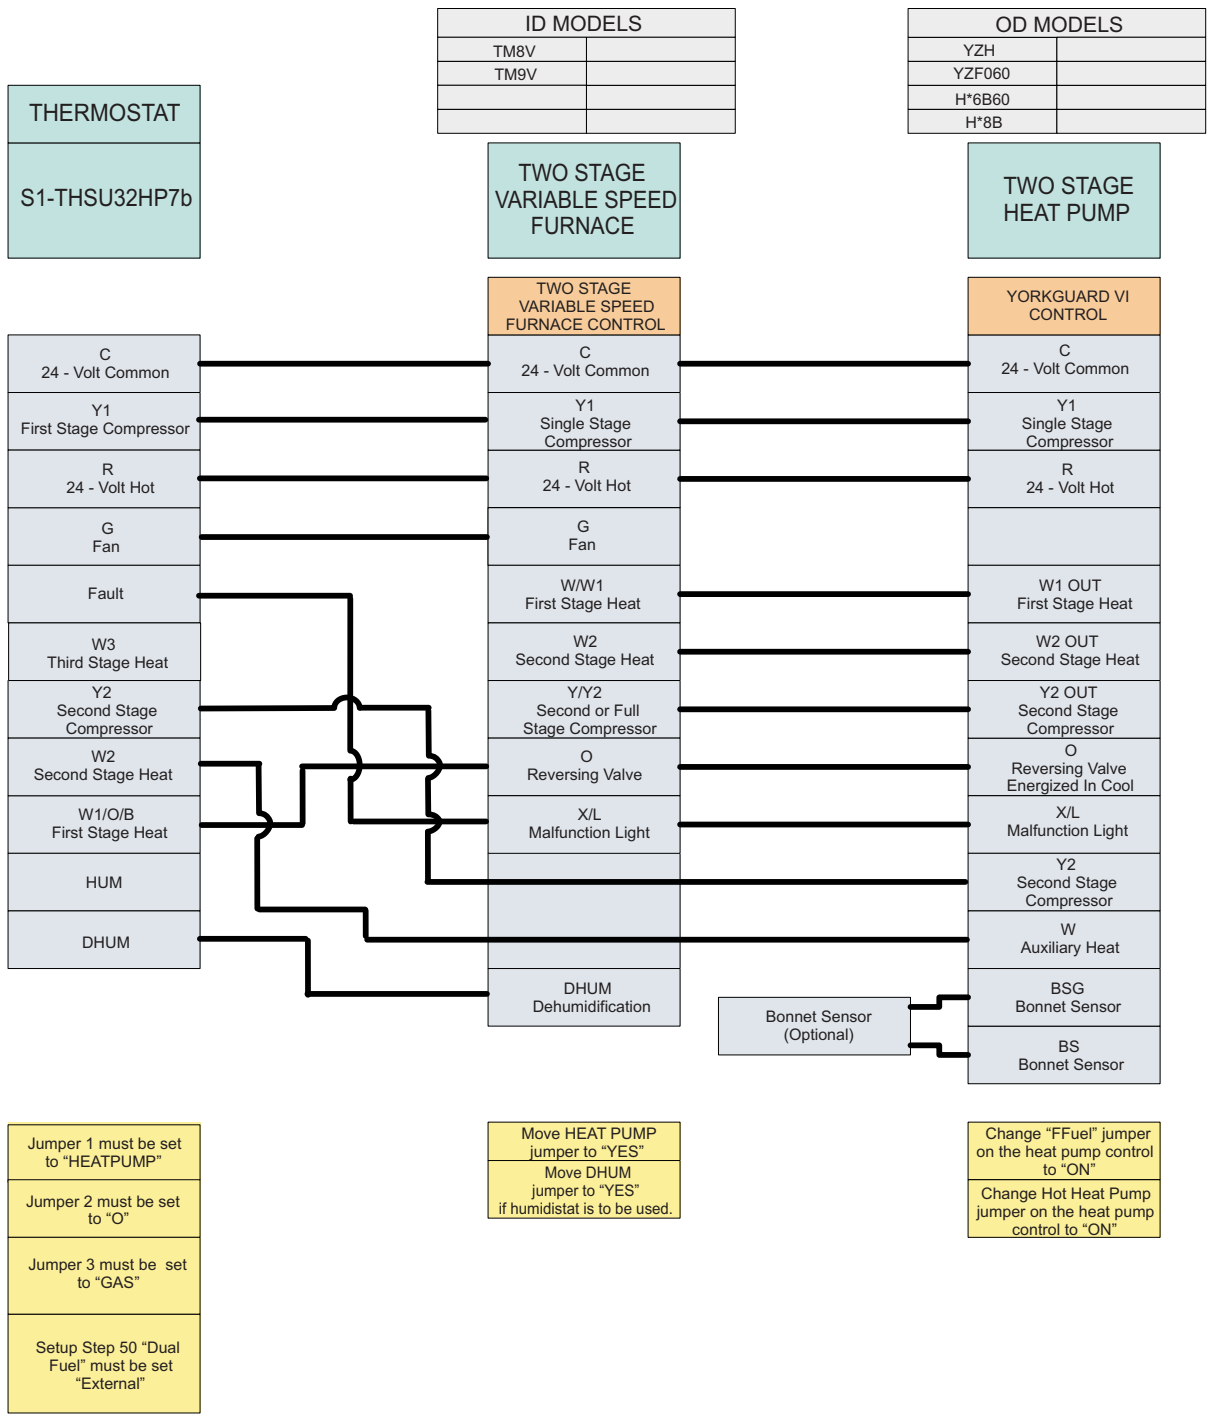 ID MODELS
TM8V
TM9V
OD MODELS
YZH
YZF060
H*6B60
H*8B
THERMOSTAT
S1-THSU32HP7b
TWO STAGE
VARIABLE SPEED
FURNACE
TWO STAGE
HEAT PUMP
TWO STAGE
VARIABLE SPEED
FURNACE CONTROL
YORKGUARD VI
CONTROL
C
24 - Volt Common
Y1
First Stage Compressor
R
24 - Volt Hot
G
Fan
Fault
W3
Third Stage Heat
Y2
Second Stage
Compressor
W2
Second Stage Heat
W1/O/B
First Stage Heat
HUM
DHUM
C
24 - Volt Common
Y1
Single Stage
Compressor
R
24 - Volt Hot
G
Fan
W/W1
First Stage Heat
W2
Second Stage Heat
Y/Y2
Second or Full
Stage Compressor
O
Reversing Valve
X/L
Malfunction Light
DHUM
Dehumidification
C
24 - Volt Common
Y1
Single Stage
Compressor
R
24 - Volt Hot
W1 OUT
First Stage Heat
W2 OUT
Second Stage Heat
Y2 OUT
Second Stage
Compressor
O
Reversing Valve
Energized In Cool
X/L
Malfunction Light
Y2
Second Stage
Compressor
W
Auxiliary Heat
BSG
Bonnet Sensor
BS
Bonnet Sensor
Bonnet Sensor
(Optional)
Jumper 1 must be set
to “HEATPUMP”
Jumper 2 must be set
to “O”
Jumper 3 must be set
to “GAS”
Setup Step 50 “Dual
Fuel” must be set
“External”
Move HEAT PUMP
jumper to “YES”
Move DHUM
jumper to “YES”
if humidistat is to be used.
Change “FFuel” jumper
on the heat pump control
to “ON”
Change Hot Heat Pump
jumper on the heat pump
control to “ON”